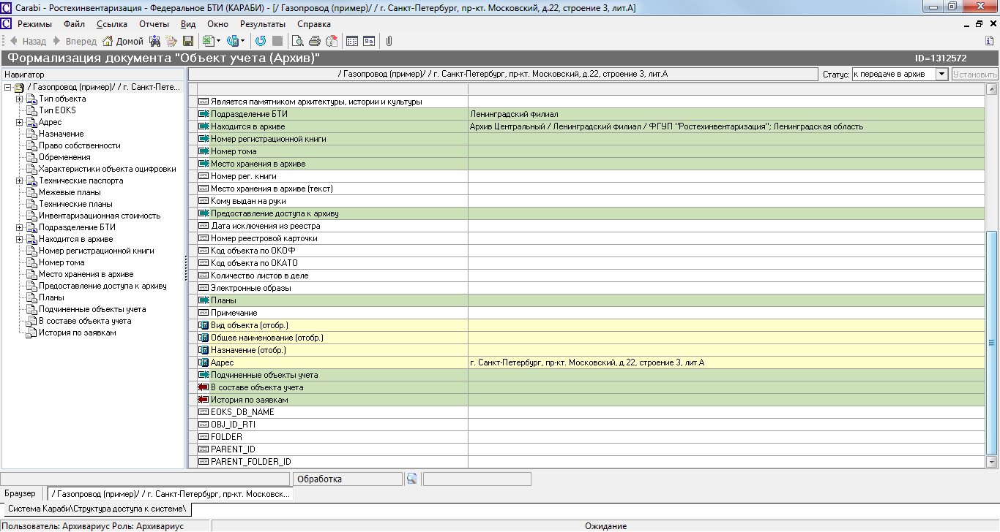 Carabi - Ростехинвентаризация - Федеральное БТИ (КАРАБИ) - [/ Газопровод (пример)/ / г. Санкт-Петербург, пр-кт. Московский, д.22, строение 3, лит.А]
Режимы Файл Ссылка Отчеты Вид Окно Результаты Справка
Назад Вперед Домой
Формализация документа "Объект учета (Архив)" ID=1312572
Навигатор
/ Газопровод (пример)/ / г. Санкт-Пете...
Тип объекта
Тип EOKS
Адрес
Назначение
Право собственности
Обременения
Характеристики объекта оцифровки
Технические паспорта
Межевые планы
Технические планы
Инвентаризационная стоимость
Подразделение БТИ
Находится в архиве
Номер регистрационной книги
Номер тома
Место хранения в архиве
Предоставление доступа к архиву
Планы
Подчиненные объекты учета
В составе объекта учета
История по заявкам
/ Газопровод (пример)/ / г. Санкт-Петербург, пр-кт. Московский, д.22, строение 3, лит.А Статус: к передаче в архив Установить
Является памятником архитектуры, истории и культуры
Подразделение БТИ Ленинградский филиал
Находится в архиве Архив Центральный / Ленинградский филиал / ФГУП "Ростехинвентаризация"; Ленинградская область
Номер регистрационной книги
Номер тома
Место хранения в архиве
Номер рег. книги
Место хранения в архиве (текст)
Кому выдан на руки
Предоставление доступа к архиву
Дата исключения из реестра
Номер реестровой карточки
Код объекта по ОКОФ
Код объекта по ОКАТО
Количество листов в деле
Электронные образы
Планы
Примечание
Вид объекта (отобр.)
Общее наименование (отобр.)
Назначение (отобр.)
Адрес г. Санкт-Петербург, пр-кт. Московский, д.22, строение 3, лит.А
Подчиненные объекты учета
В составе объекта учета
История по заявкам
EOKS_DB_NAME
OBJ_ID_RTI
FOLDER
PARENT_ID
PARENT_FOLDER_ID
Обработка
Браузер / Газопровод (пример)/ / г. Санкт-Петербург, пр-кт. Московск...
Система Караби\Структура доступа к системе\
Пользователь: Архивариус Роль: Архивариус Ожидание